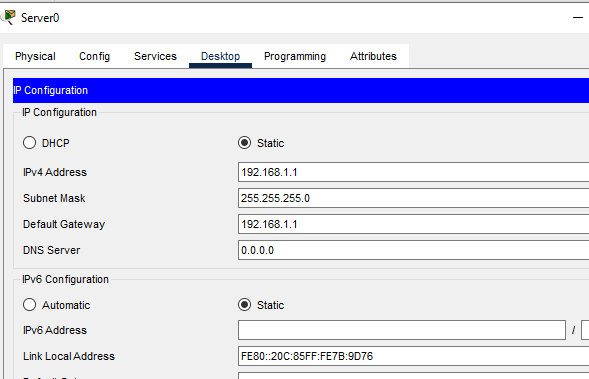 Server0
Physical Config Services Desktop Programming Attributes
IP Configuration
IP Configuration
DHCP Static
IPv4 Address 192.168.1.1
Subnet Mask 255.255.255.0
Default Gateway 192.168.1.1
DNS Server 0.0.0.0
IPv6 Configuration
Automatic Static
IPv6 Address /
Link Local Address FE80::20C:85FF:FE7B:9D76